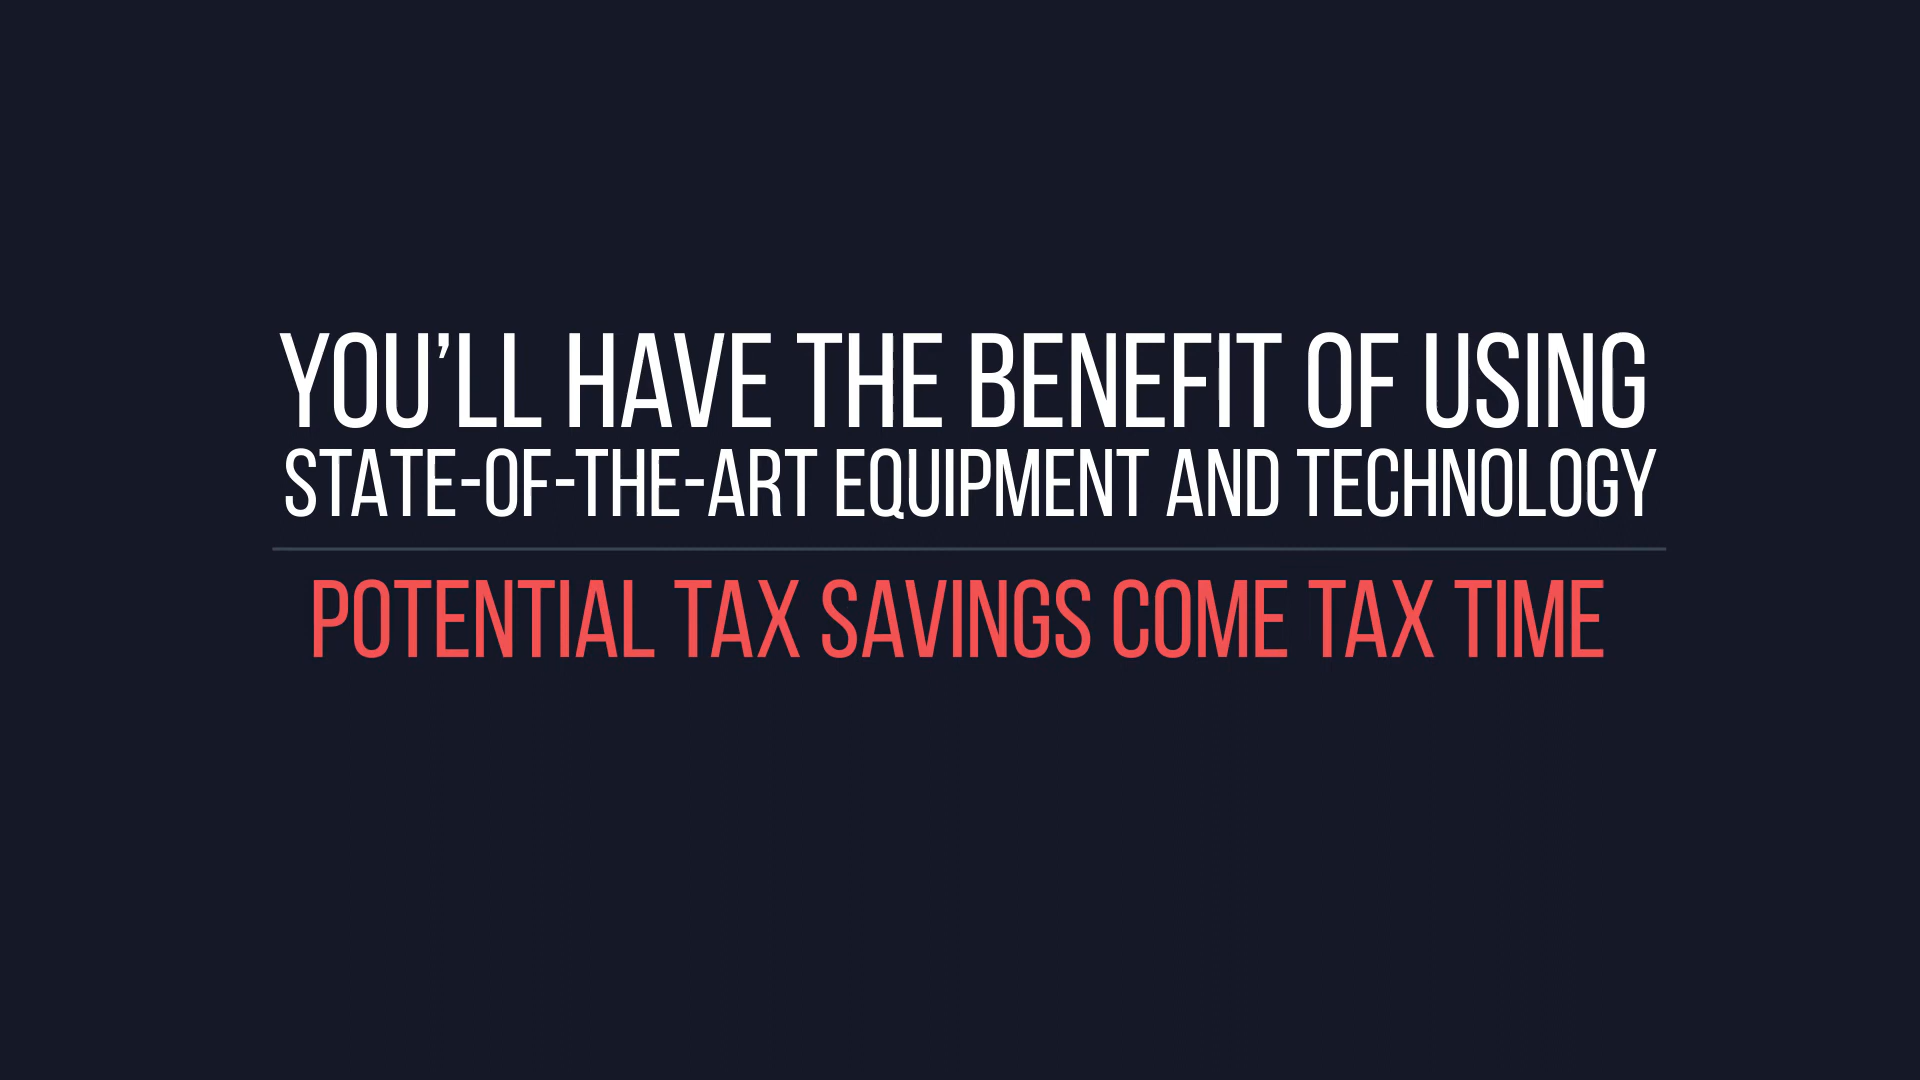 YOU’LL HAVE THE BENEFIT OF USING
STATE-OF-THE-ART EQUIPMENT AND TECHNOLOGY
POTENTIAL TAX SAVINGS COME TAX TIME